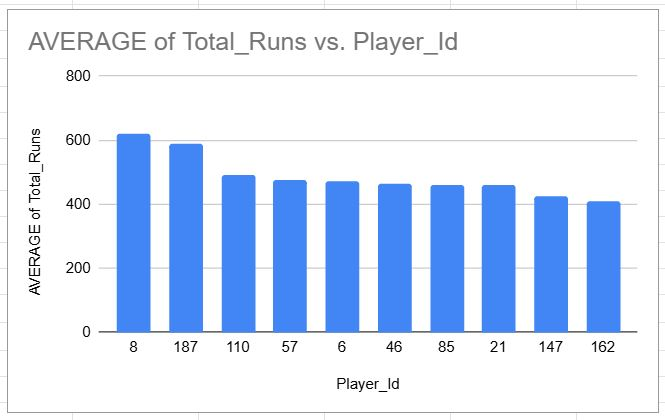 AVERAGE of Total_Runs vs. Player_Id
AVERAGE of Total_Runs
800
600
400
200
0
8 187 110 57 6 46 85 21 147 162
Player_Id